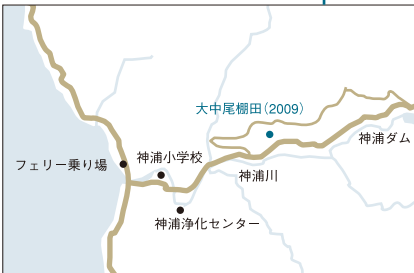 大中尾棚田(2009)
神浦ダム
神浦小学校
フェリー乗り場
神浦川
神浦浄化センター